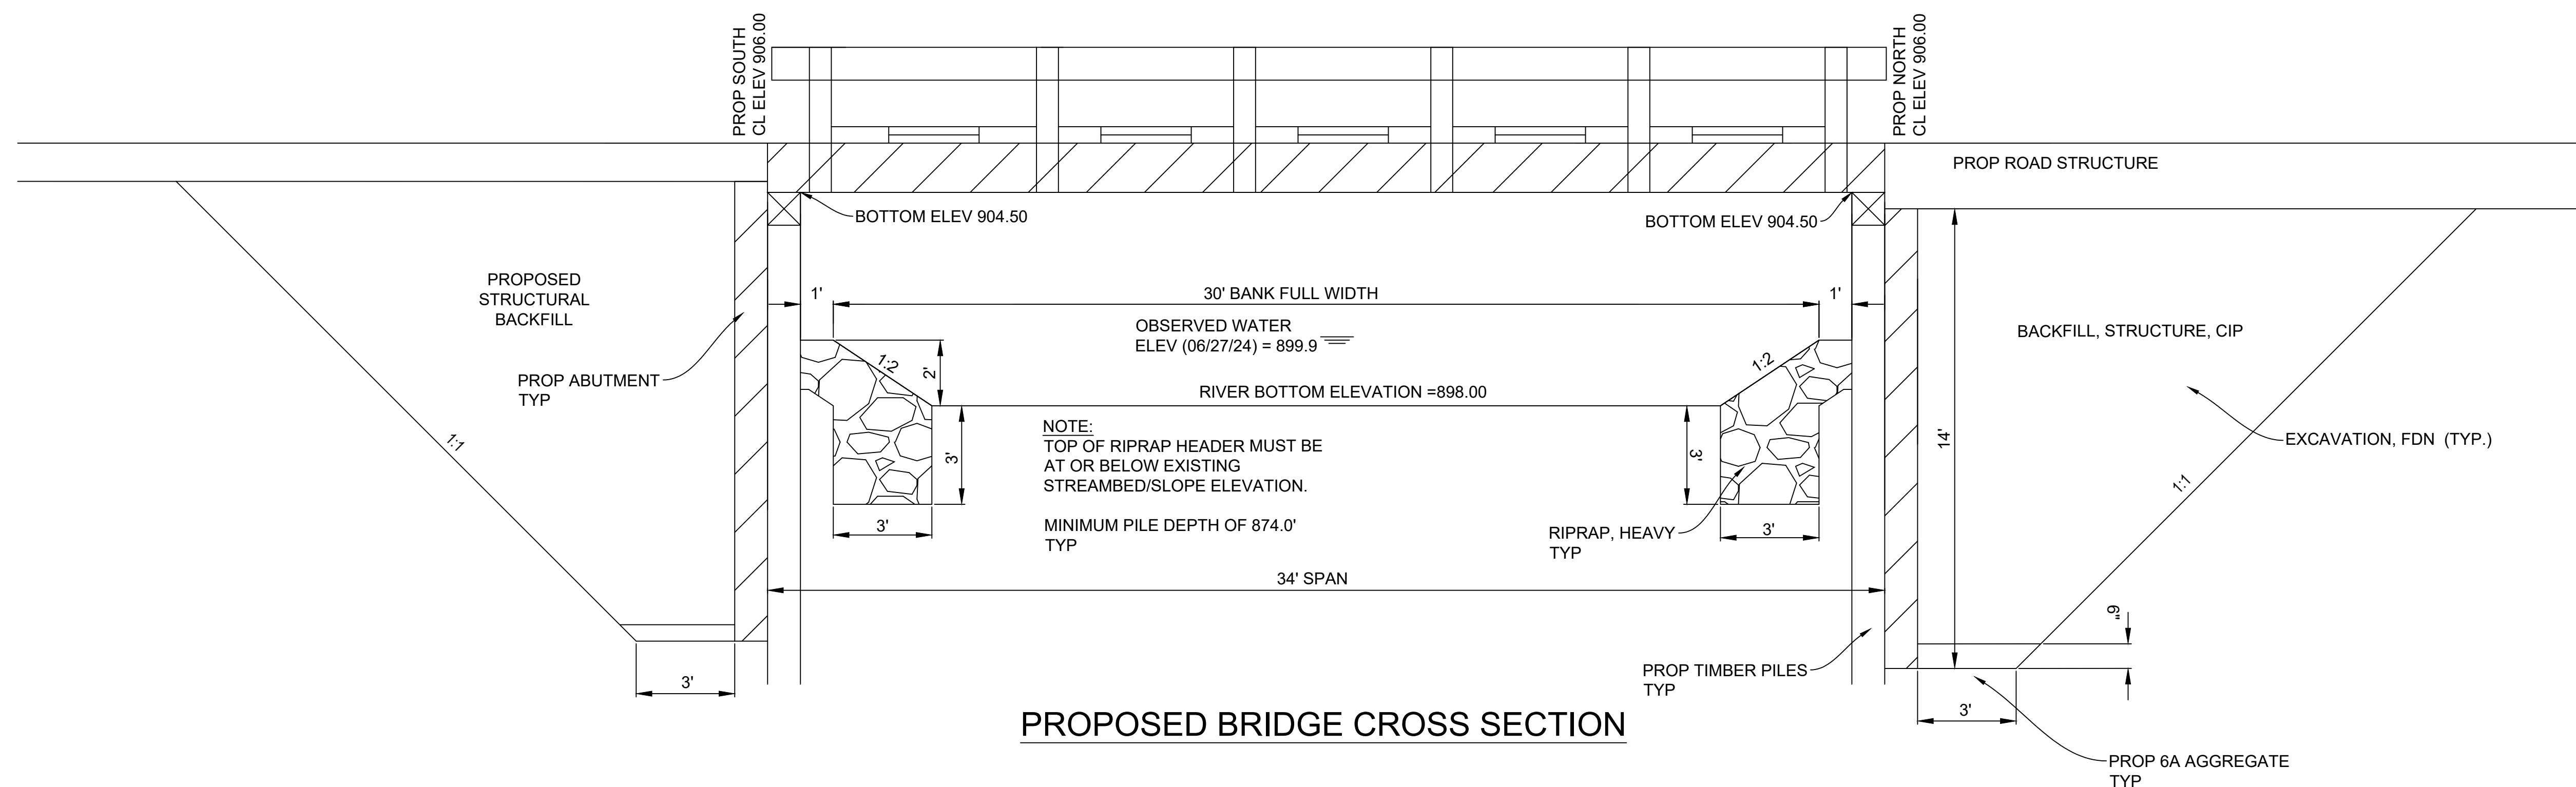 PROP SOUTH
CL ELEV 906.00
PROP NORTH
CL ELEV 906.00
PROP ROAD STRUCTURE
BOTTOM ELEV 904.50
BOTTOM ELEV 904.50
PROPOSED
STRUCTURAL
BACKFILL
1'
30' BANK FULL WIDTH
1'
OBSERVED WATER
ELEV (06/27/24) = 899.9
BACKFILL, STRUCTURE, CIP
PROP ABUTMENT
TYP
1:2
2'
1:2
RIVER BOTTOM ELEVATION =898.00
NOTE:
TOP OF RIPRAP HEADER MUST BE
AT OR BELOW EXISTING
STREAMBED/SLOPE ELEVATION.
MINIMUM PILE DEPTH OF 874.0'
TYP
1:1
3'
3'
14'
EXCAVATION, FDN (TYP.)
1:1
3'
RIPRAP, HEAVY
TYP
3'
34' SPAN
6"
3'
PROP TIMBER PILES
TYP
3'
PROPOSED BRIDGE CROSS SECTION
PROP 6A AGGREGATE
TYP